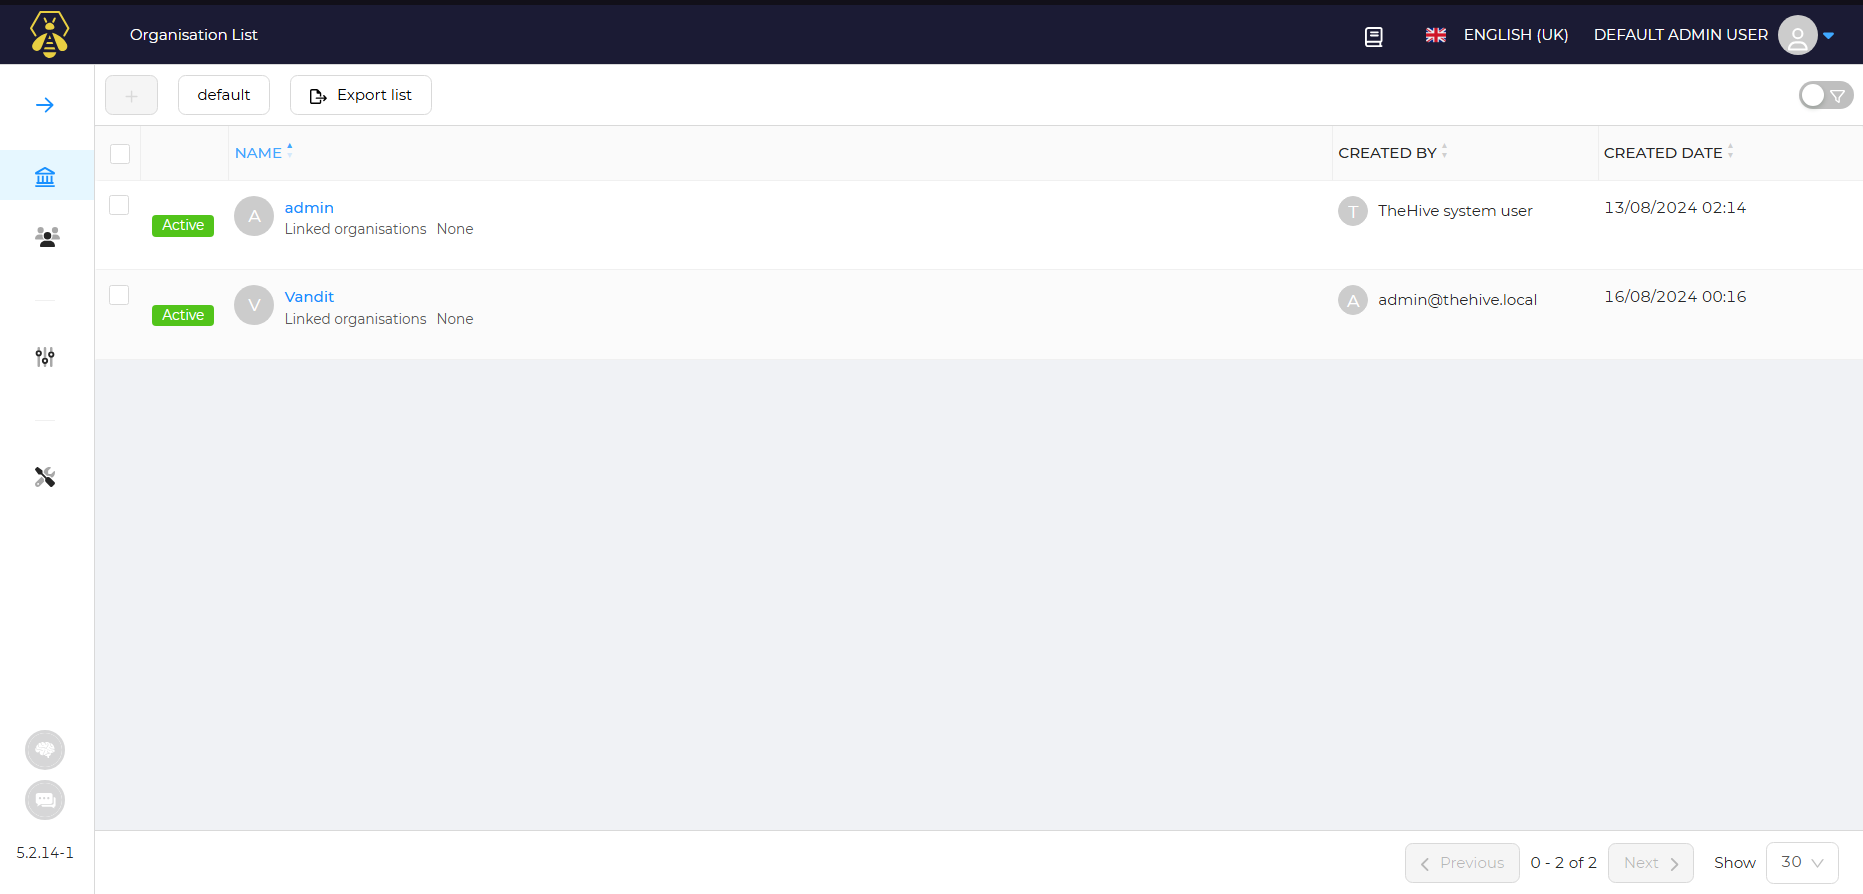 Organisation List
ENGLISH (UK)
DEFAULT ADMIN USER
+
default
Export list
NAME
CREATED BY
CREATED DATE
Active
A
admin
Linked organisations None
T
TheHive system user
13/08/2024 02:14
Active
V
Vandit
Linked organisations None
A
admin@thehive.local
16/08/2024 00:16
5.2.14-1
Previous
0 - 2 of 2
Next
Show
30